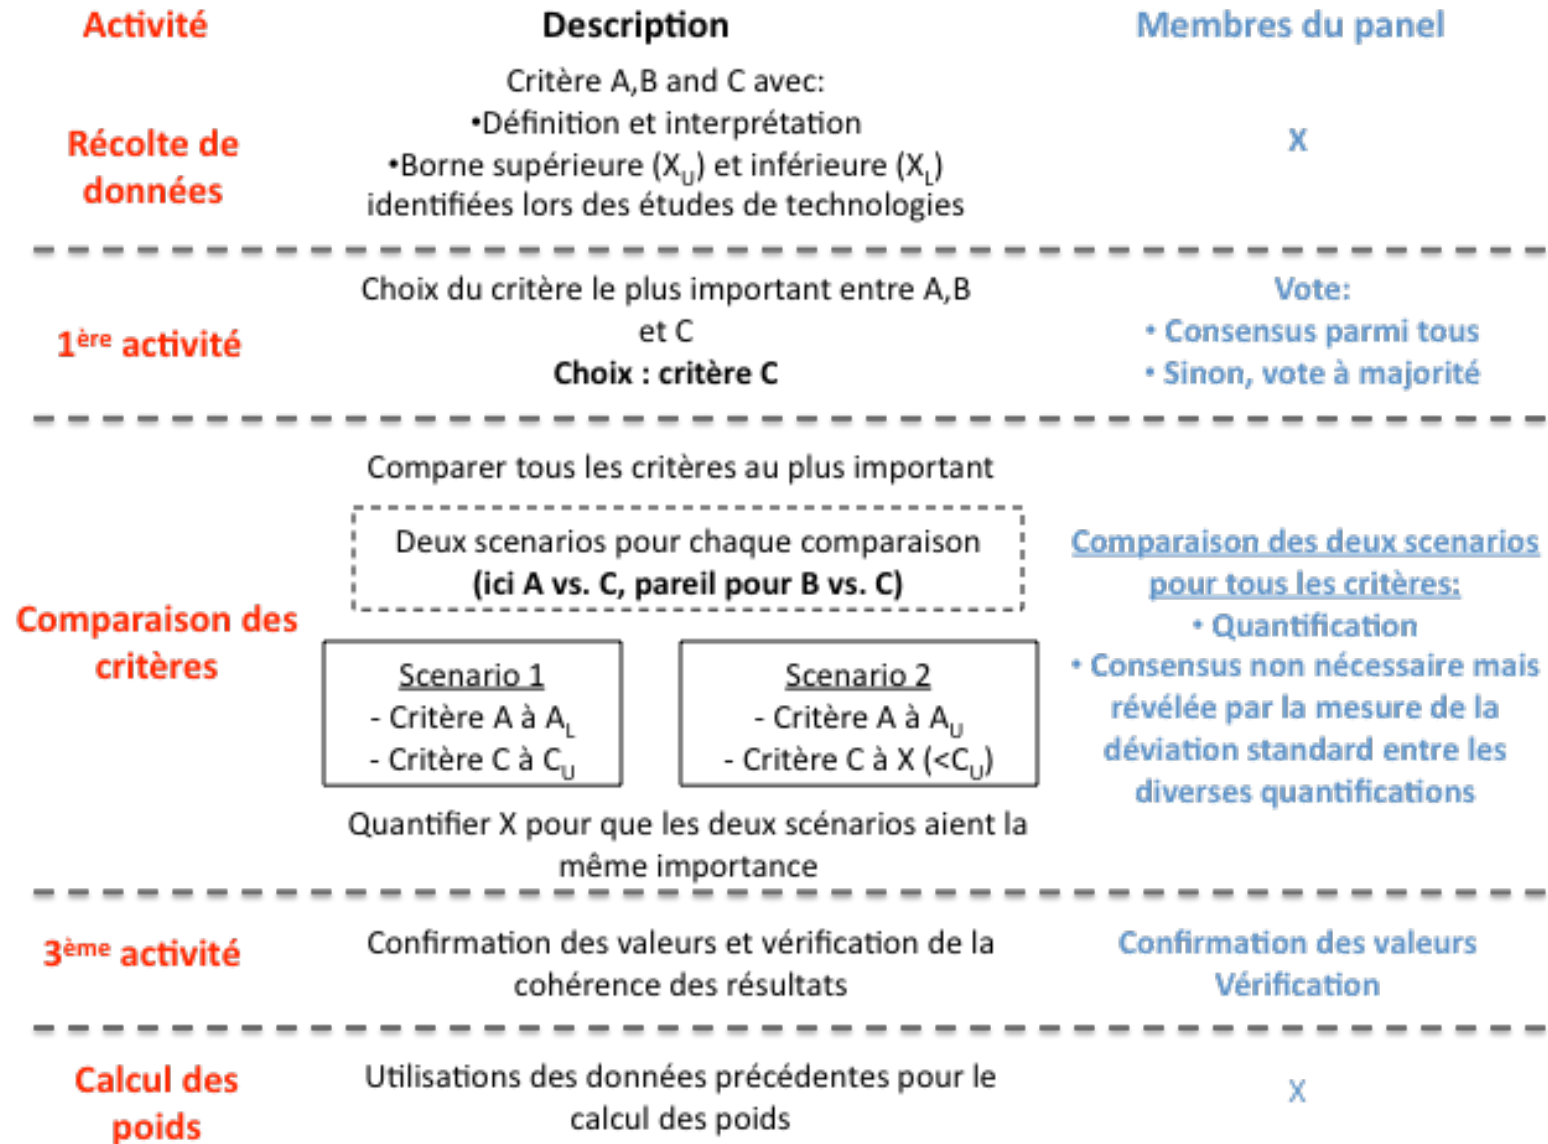 Activité Description Membres du panel
Critère A,B and C avec:
•Définition et interprétation
Récolte de données
•Borne supérieure (X_U) et inférieure (X_L)
identifiées lors des études de technologies
X
Choix du critère le plus important entre A,B
et C
Choix : critère C
1ère activité
Vote:
• Consensus parmi tous
• Sinon, vote à majorité
Comparer tous les critères au plus important
Deux scenarios pour chaque comparaison
(ici A vs. C, pareil pour B vs. C)
Comparaison des
critères
Scenario 1
- Critère A à A_L
- Critère C à C_U
Scenario 2
- Critère A à A_U
- Critère C à X (<C_U)
Quantifier X pour que les deux scénarios aient la
même importance
Comparaison des deux scenarios
pour tous les critères:
• Quantification
• Consensus non nécessaire mais
révélée par la mesure de la
déviation standard entre les
diverses quantifications
3ème activité
Confirmation des valeurs et vérification de la
cohérence des résultats
Confirmation des valeurs
Vérification
Calcul des
poids
Utilisations des données précédentes pour le
calcul des poids
X